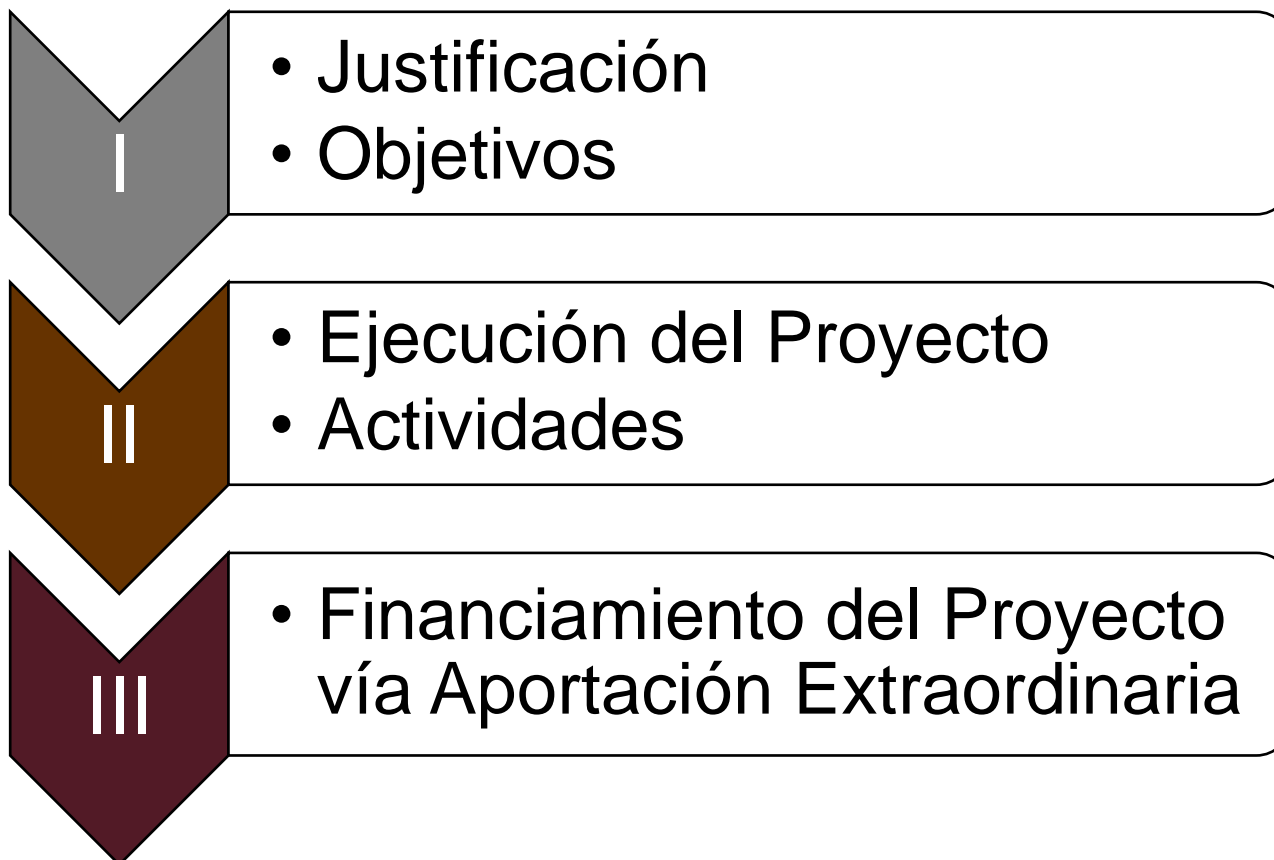 I
• Justificación
• Objetivos
II
• Ejecución del Proyecto
• Actividades
III
• Financiamiento del Proyecto
vía Aportación Extraordinaria